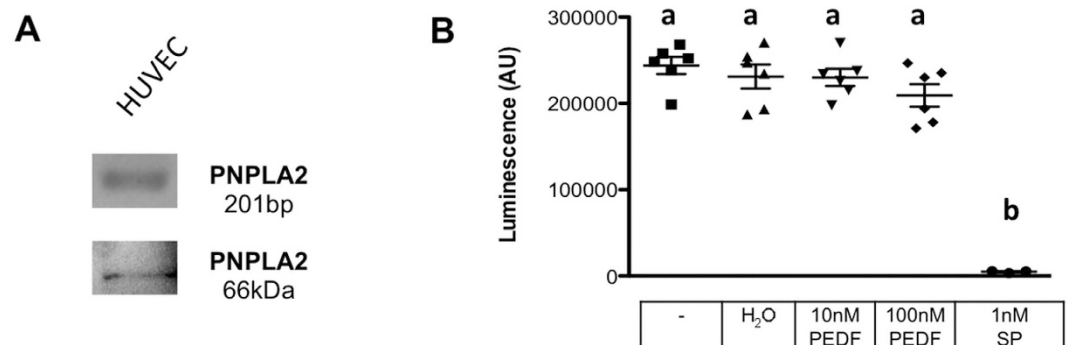 A
HUVEC
PNPLA2
201bp
PNPLA2
66kDa
B
Luminescence (AU)
300000
200000
100000
0
a
a
a
a
b
-
H₂O
10nM
PEDF
100nM
PEDF
1nM
SP